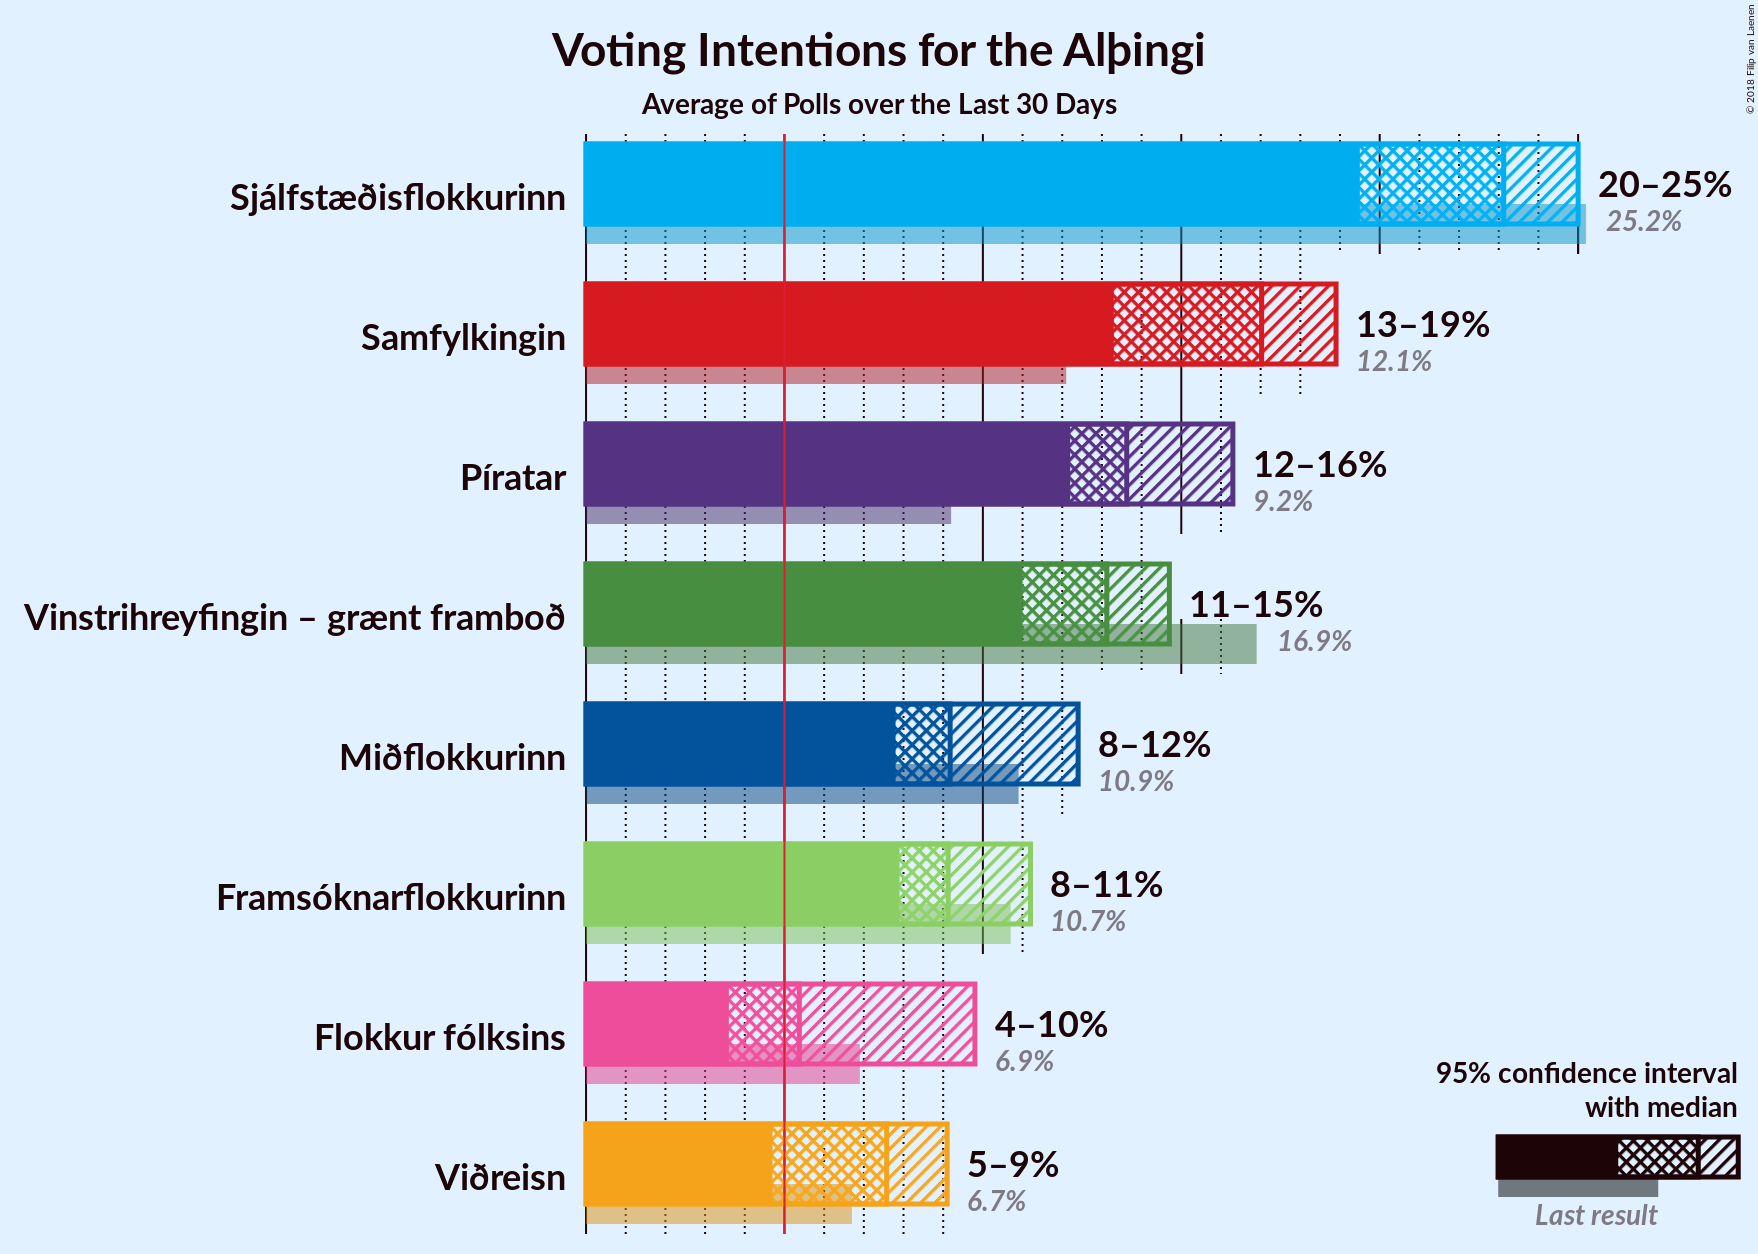 Voting Intentions for the Alþingi
Average of Polls over the Last 30 Days
© 2018 Filip van Laenen
Sjálfstæðisflokkurinn
20–25%
25.2%
Samfylkingin
13–19%
12.1%
Píratar
12–16%
9.2%
Vinstrihreyfingin – grænt framboð
11–15%
16.9%
Miðflokkurinn
8–12%
10.9%
Framsóknarflokkurinn
8–11%
10.7%
Flokkur fólksins
4–10%
6.9%
Viðreisn
5–9%
6.7%
95% confidence interval
with median
Last result